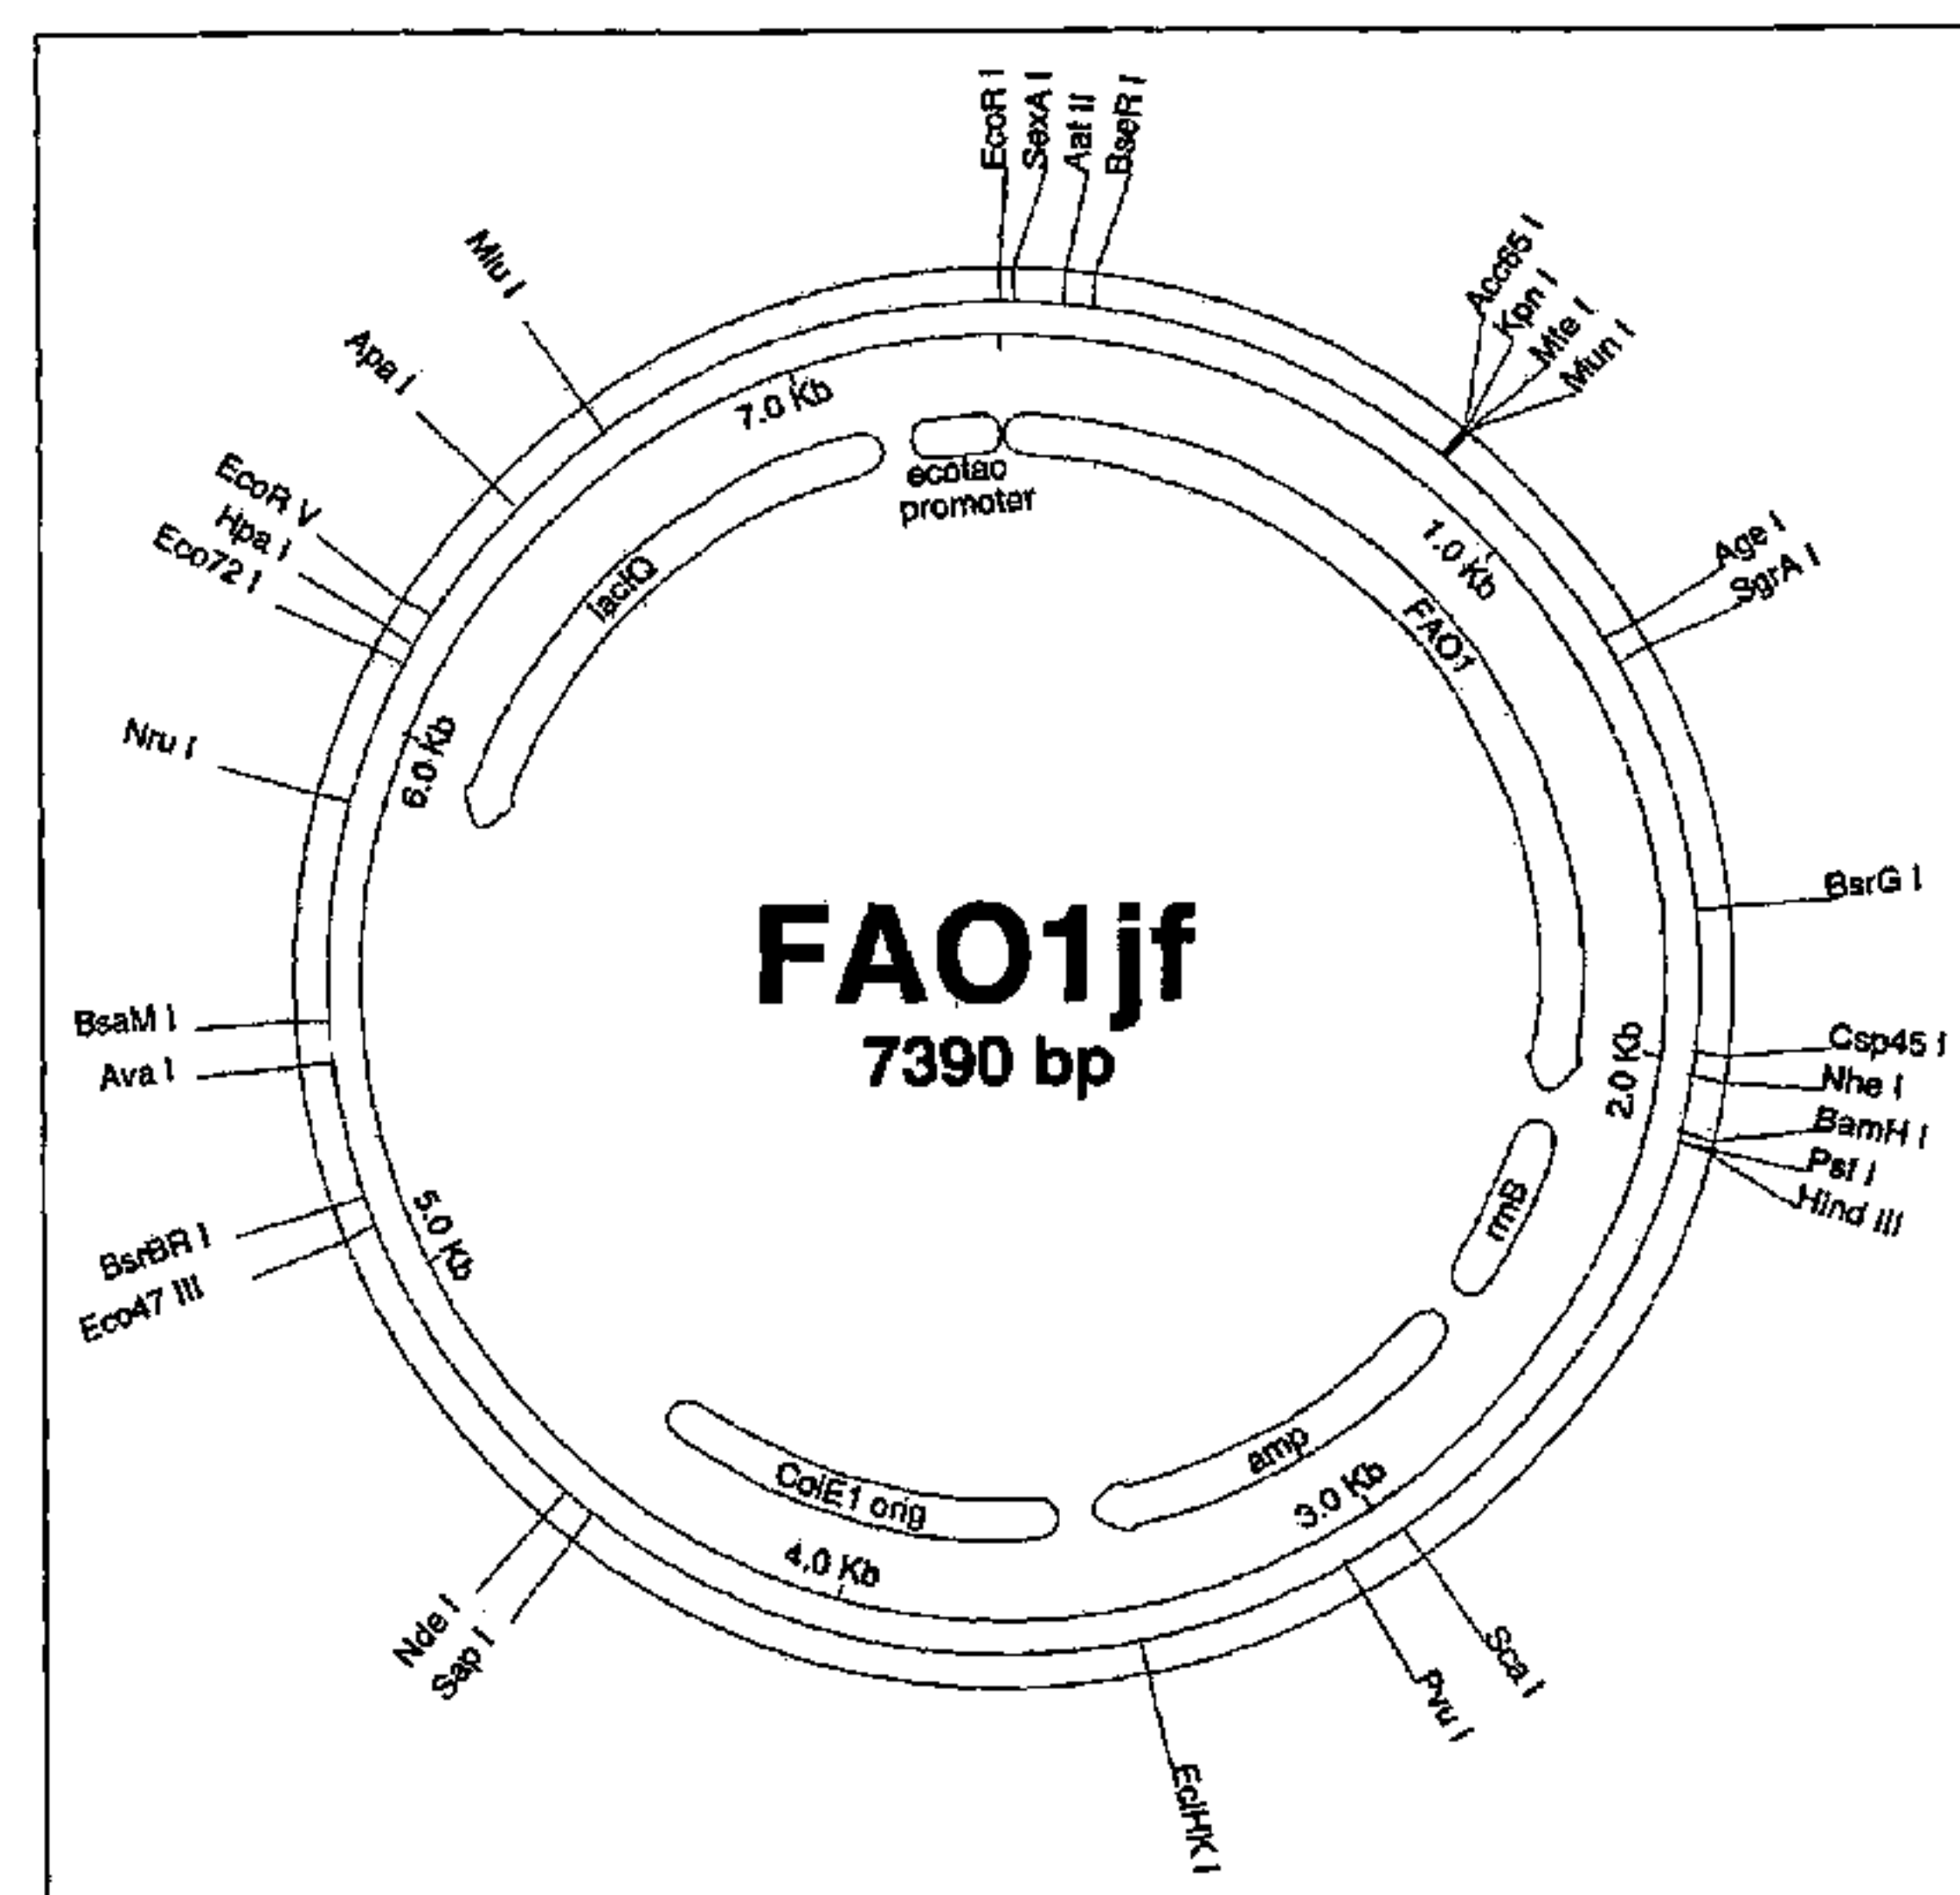 EcoR I
SexA I
Aat II
BseR I
Acc65 I
Kpn I
Mfe I
Mun I
Age I
SgrA I
BsrG I
Csp45 I
Nhe I
BamH I
Pst I
Hind III
Sca I
Pvu I
EclHK I
Sap I
Nde I
Eco47 III
BsrBR I
Ava I
BsaM I
Nru I
Eco72 I
Hpa I
EcoR V
Apa I
Mlu I
7.0 Kb
1.0 Kb
2.0 Kb
3.0 Kb
4.0 Kb
5.0 Kb
6.0 Kb
ecotac
promoter
FAO1
rrnB
amp
ColE1 orig
lacIQ
FAO1jf
7390 bp